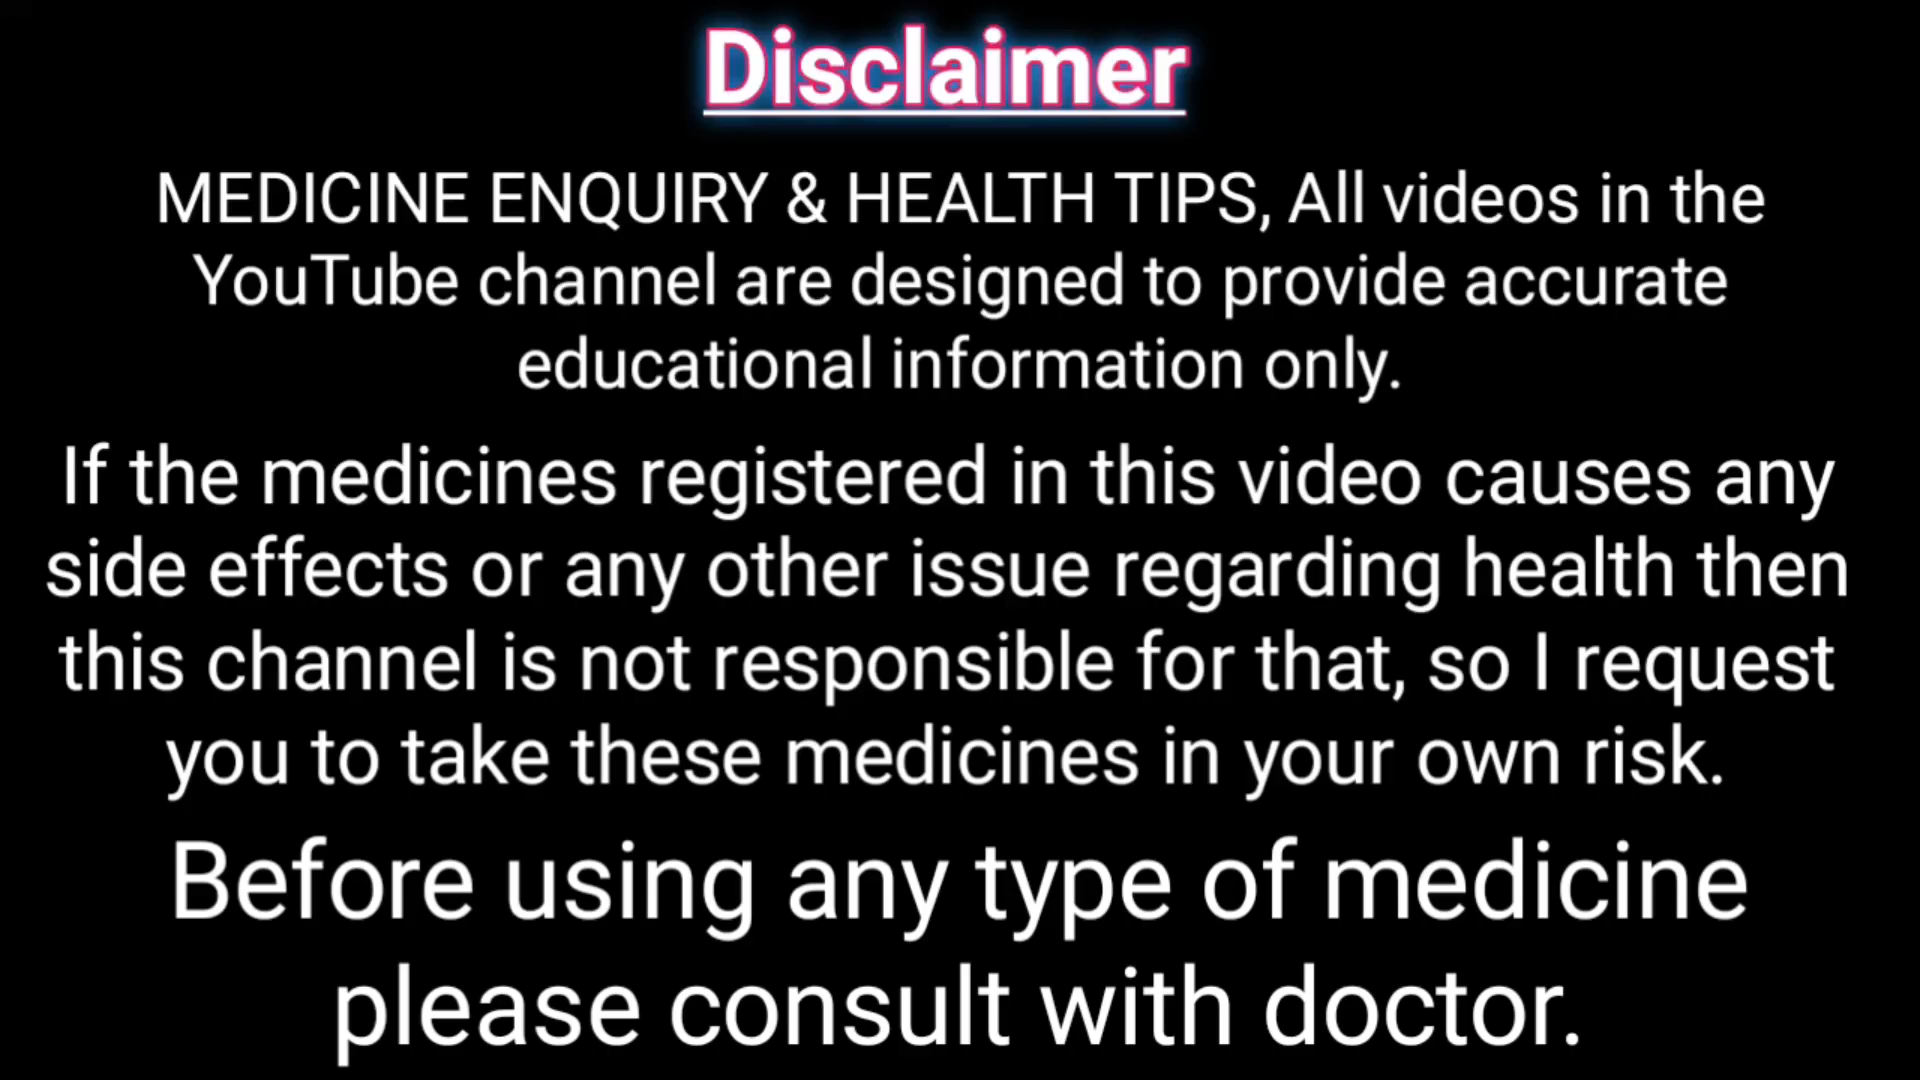 Disclaimer
MEDICINE ENQUIRY & HEALTH TIPS, All videos in the
YouTube channel are designed to provide accurate
educational information only.
If the medicines registered in this video causes any
side effects or any other issue regarding health then
this channel is not responsible for that, so I request
you to take these medicines in your own risk.
Before using any type of medicine
please consult with doctor.